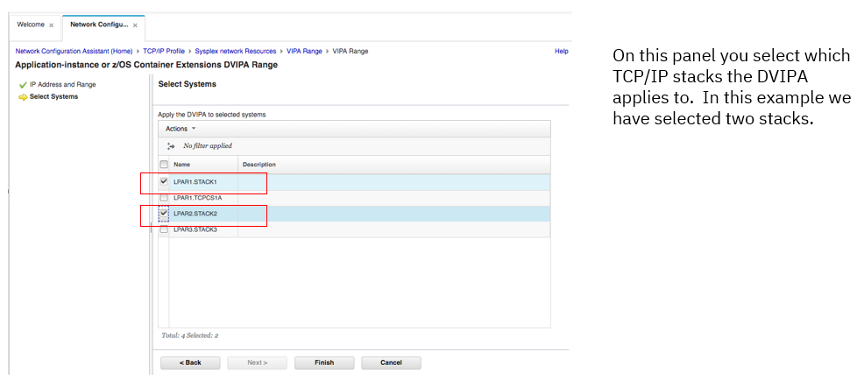 Welcome ×
Network Configu... ×
Network Configuration Assistant (Home) › TCP/IP Profile › Sysplex network Resources › VIPA Range › VIPA Range
Help
Application-instance or z/OS Container Extensions DVIPA Range
IP Address and Range
Select Systems
Select Systems
Apply the DVIPA to selected systems
Actions
No filter applied
Name Description
LPAR1.STACK1
LPAR1.TCPCS1A
LPAR2.STACK2
LPAR3.STACK3
Total: 4 Selected: 2
< Back Next > Finish Cancel
On this panel you select which
TCP/IP stacks the DVIPA
applies to. In this example we
have selected two stacks.